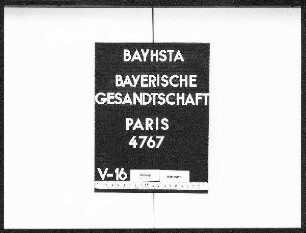 BAYHSTA
BAYERISCHE
GESANDTSCHAFT
PARIS
4767
V-16